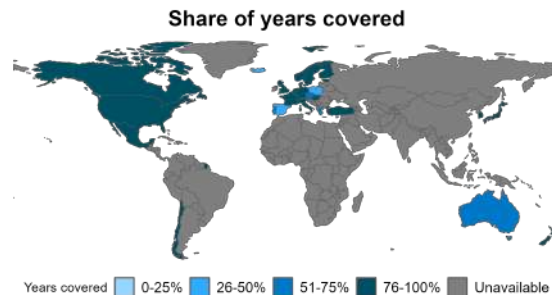 Share of years covered
Years covered 0-25% 26-50% 51-75% 76-100% Unavailable